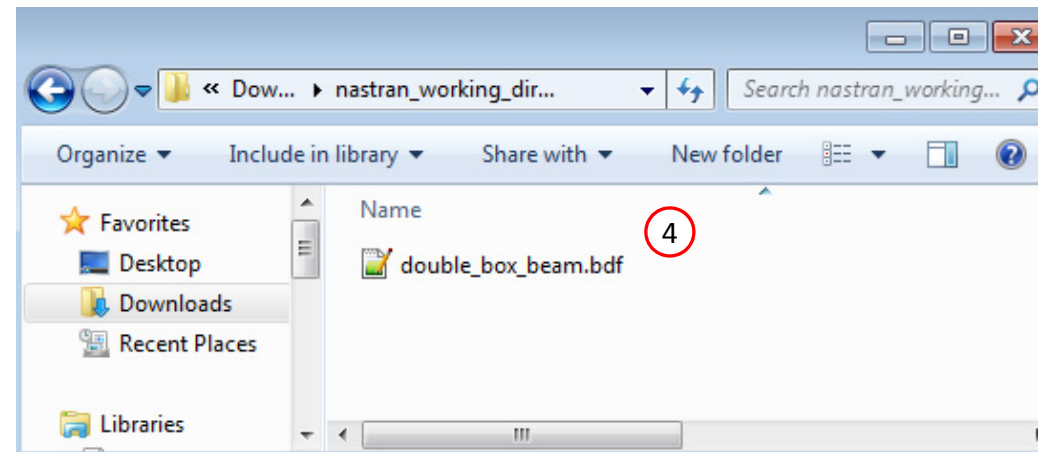 « Dow... ▸ nastran_working_dir... Search nastran_working...
Organize Include in library Share with New folder
Favorites
Desktop
Downloads
Recent Places
Libraries
Name
4
double_box_beam.bdf